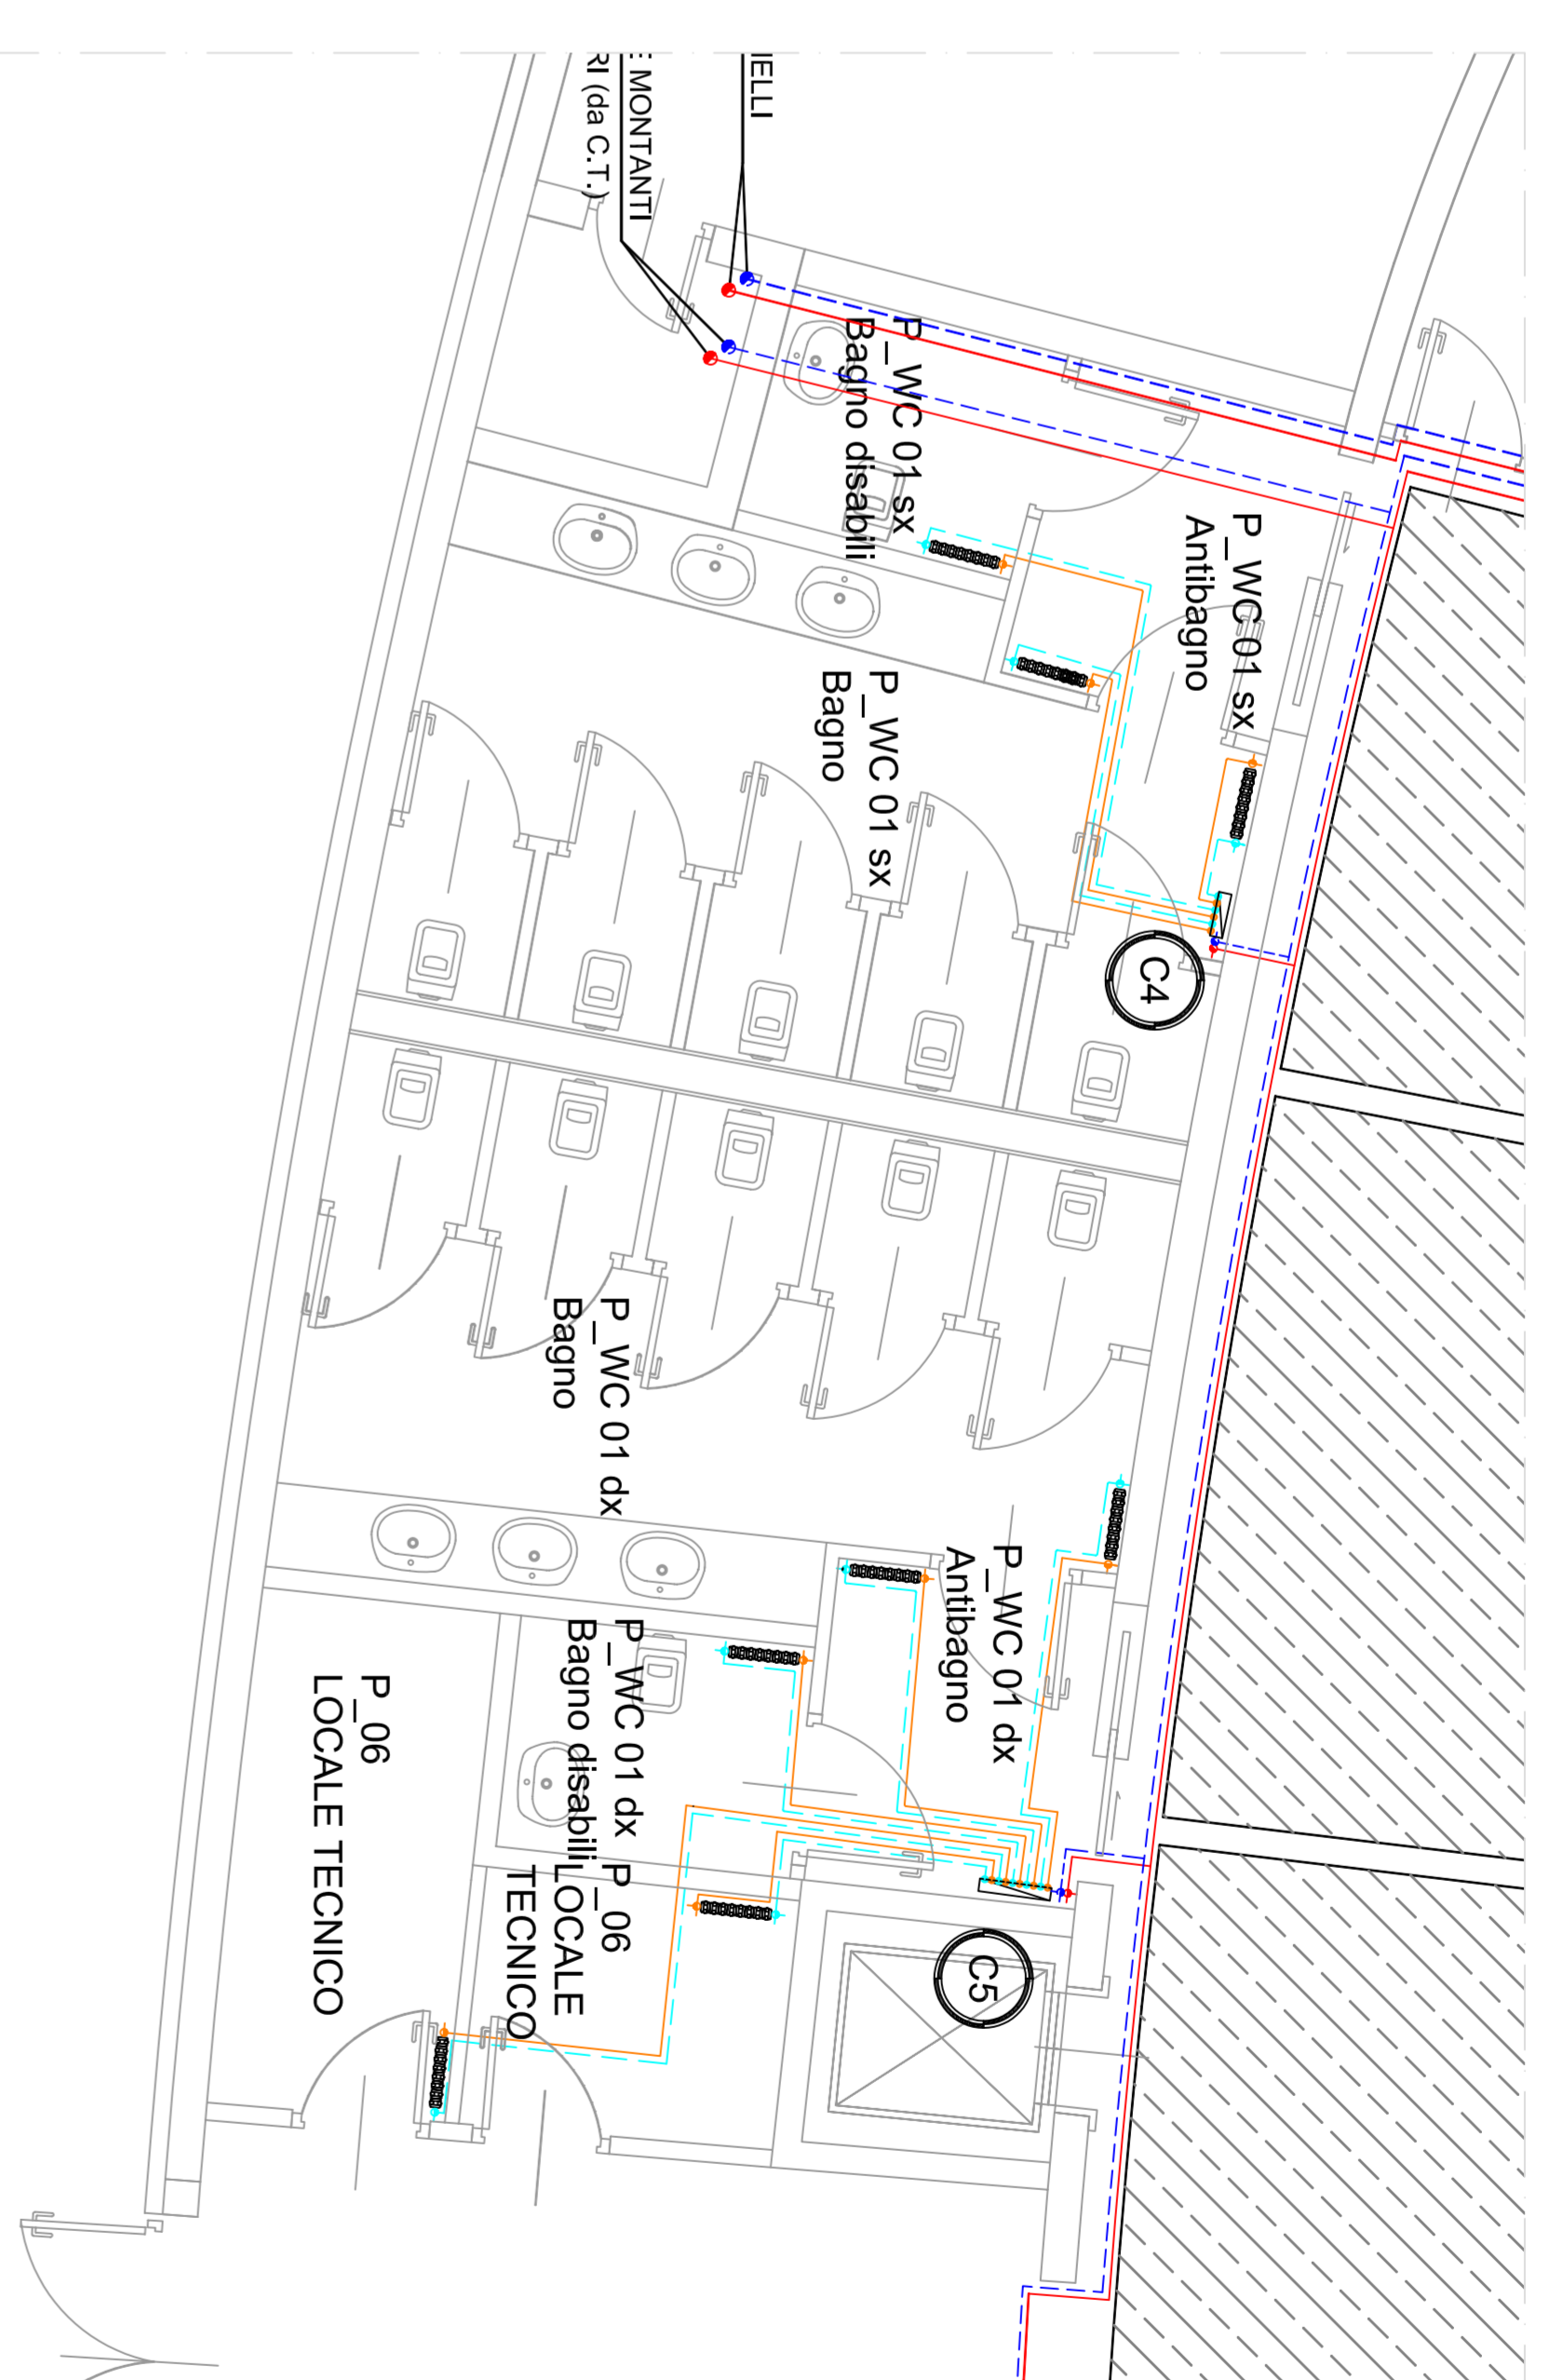 IELLI
E MONTANTI
RI (da C.T.)
P_WC 01 sx
Bagno disabili
P_WC 01 sx
Antibagno
P_WC 01 sx
Bagno
C4
P_WC 01 dx
Bagno
P_WC 01 dx
Antibagno
P_WC 01 dx
Bagno disabili
P_06
LOCALE TECNICO
P_06
LOCALE
TECNICO
C5